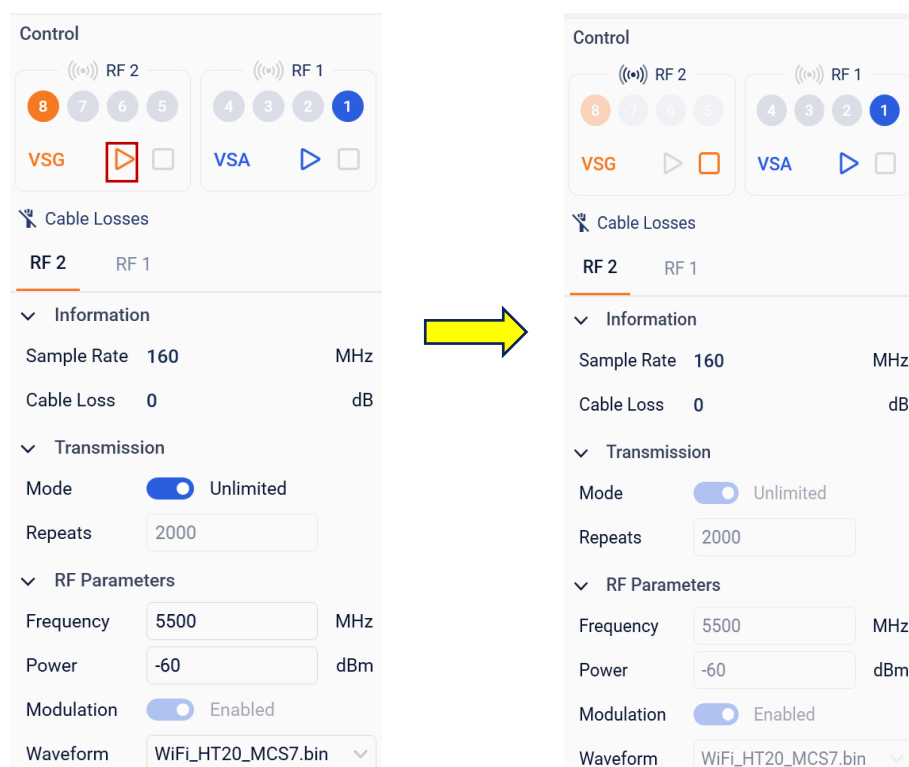 Control
RF 2
RF 1
8 7 6 5
4 3 2 1
VSG
VSA
Cable Losses
RF 2 RF 1
Information
Sample Rate 160 MHz
Cable Loss 0 dB
Transmission
Mode Unlimited
Repeats 2000
RF Parameters
Frequency 5500 MHz
Power -60 dBm
Modulation Enabled
Waveform WiFi_HT20_MCS7.bin
Control
RF 2
RF 1
8 7 6 5
4 3 2 1
VSG
VSA
Cable Losses
RF 2 RF 1
Information
Sample Rate 160 MHz
Cable Loss 0 dB
Transmission
Mode Unlimited
Repeats 2000
RF Parameters
Frequency 5500 MHz
Power -60 dBm
Modulation Enabled
Waveform WiFi_HT20_MCS7.bin